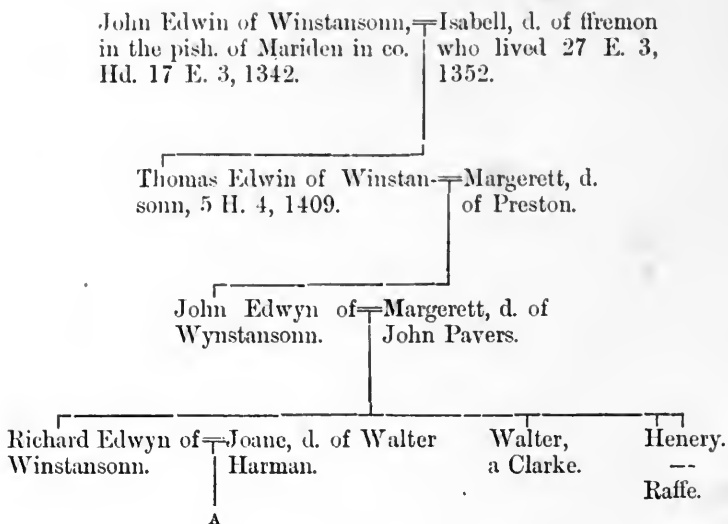 John Edwin of Winstansonn,
in the pish. of Mariden in co.
Hd. 17 E. 3, 1342.
Isabell, d. of ffremon
who lived 27 E. 3,
1352.
Thomas Edwin of Winstan-
sonn, 5 H. 4, 1409.
Margerett, d.
of Preston.
John Edwyn of
Wynstansonn.
Margerett, d. of
John Pavers.
Richard Edwyn of
Winstansonn.
Joane, d. of Walter
Harman.
Walter,
a Clarke.
Henery.
Raffe.
A